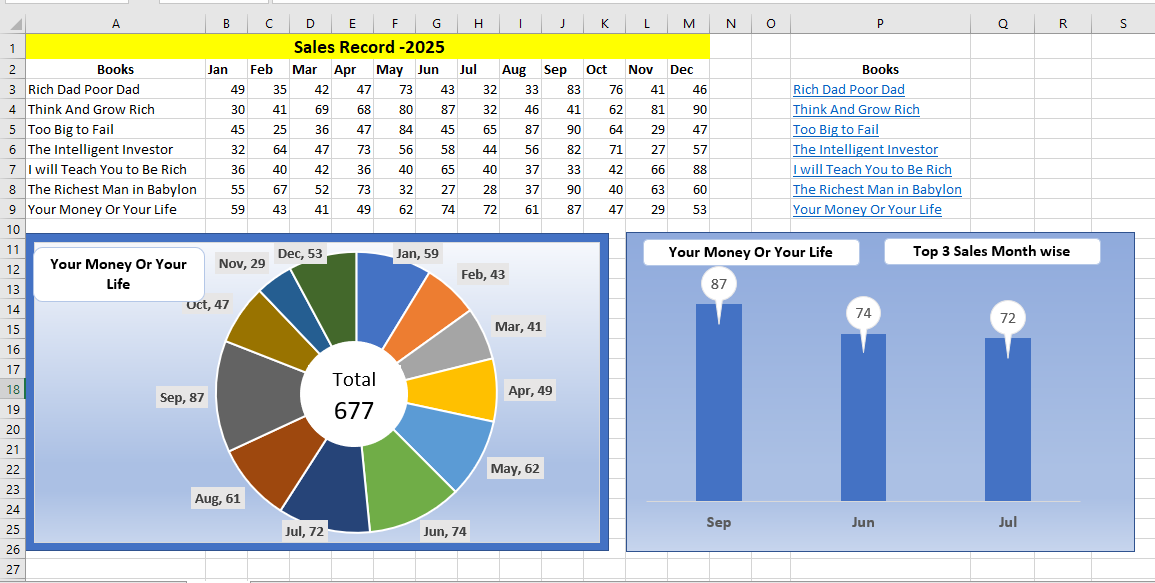 A B C D E F G H I J K L M N O P Q R S
1 Sales Record -2025
2 Books Jan Feb Mar Apr May Jun Jul Aug Sep Oct Nov Dec Books
3 Rich Dad Poor Dad 49 35 42 47 73 43 32 33 83 76 41 46 Rich Dad Poor Dad
4 Think And Grow Rich 30 41 69 68 80 87 32 46 41 62 81 90 Think And Grow Rich
5 Too Big to Fail 45 25 36 47 84 45 65 87 90 64 29 47 Too Big to Fail
6 The Intelligent Investor 32 64 47 73 56 58 44 56 82 71 27 57 The Intelligent Investor
7 I will Teach You to Be Rich 36 40 42 36 40 65 40 37 33 42 66 88 I will Teach You to Be Rich
8 The Richest Man in Babylon 55 67 52 73 32 27 28 37 90 40 63 60 The Richest Man in Babylon
9 Your Money Or Your Life 59 43 41 49 62 74 72 61 87 47 29 53 Your Money Or Your Life
10
11
12
13
14
15
16
17
18
19
20
21
22
23
24
25
26
27
Your Money Or Your
Life
Jan, 59
Feb, 43
Mar, 41
Apr, 49
May, 62
Jun, 74
Jul, 72
Aug, 61
Sep, 87
Oct, 47
Nov, 29
Dec, 53
Total
677
Your Money Or Your Life
Top 3 Sales Month wise
87
74
72
Sep Jun Jul